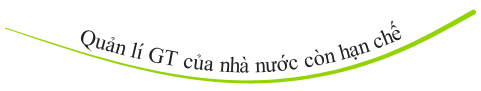 Quản lí GT của nhà nước còn hạn chế